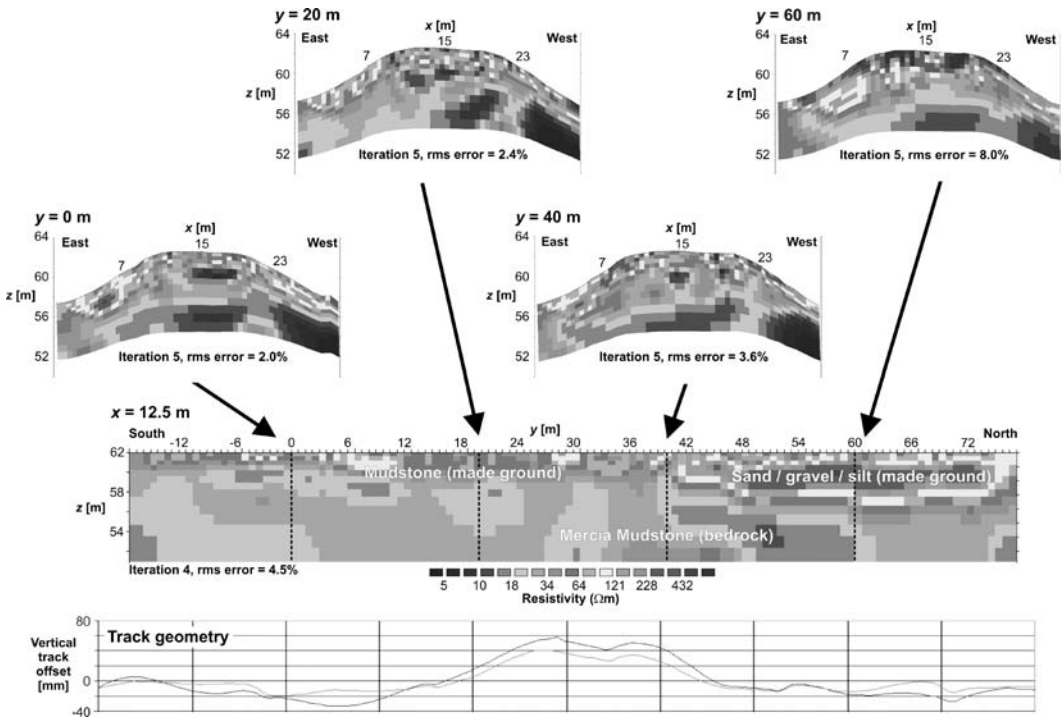 y = 20 m
x [m]
East 15 West
7 23
64
60
z [m]
56
52
Iteration 5, rms error = 2.4%
y = 60 m
x [m]
East 15 West
7 23
64
60
z [m]
56
52
Iteration 5, rms error = 8.0%
y = 0 m
x [m]
East 15 West
7 23
64
60
z [m]
56
52
Iteration 5, rms error = 2.0%
y = 40 m
x [m]
East 15 West
7 23
64
60
z [m]
56
52
Iteration 5, rms error = 3.6%
x = 12.5 m
South y [m] North
-12 -6 0 6 12 18 24 30 36 42 48 54 60 66 72
62
58
z [m]
54
Mudstone (made ground)
Sand / gravel / silt (made ground)
Mercia Mudstone (bedrock)
Iteration 4, rms error = 4.5%
5 10 18 34 64 121 228 432
Resistivity (Ωm)
Track geometry
Vertical
track
offset
[mm]
80
0
-40